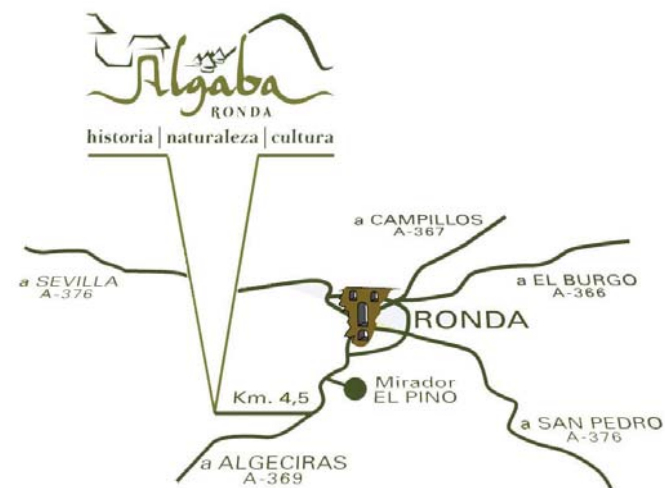 Algaba
RONDA
historia | naturaleza | cultura
a CAMPILLOS
A-367
a SEVILLA
A-376
a EL BURGO
A-366
RONDA
Mirador
EL PINO
Km. 4,5
a SAN PEDRO
A-376
a ALGECIRAS
A-369